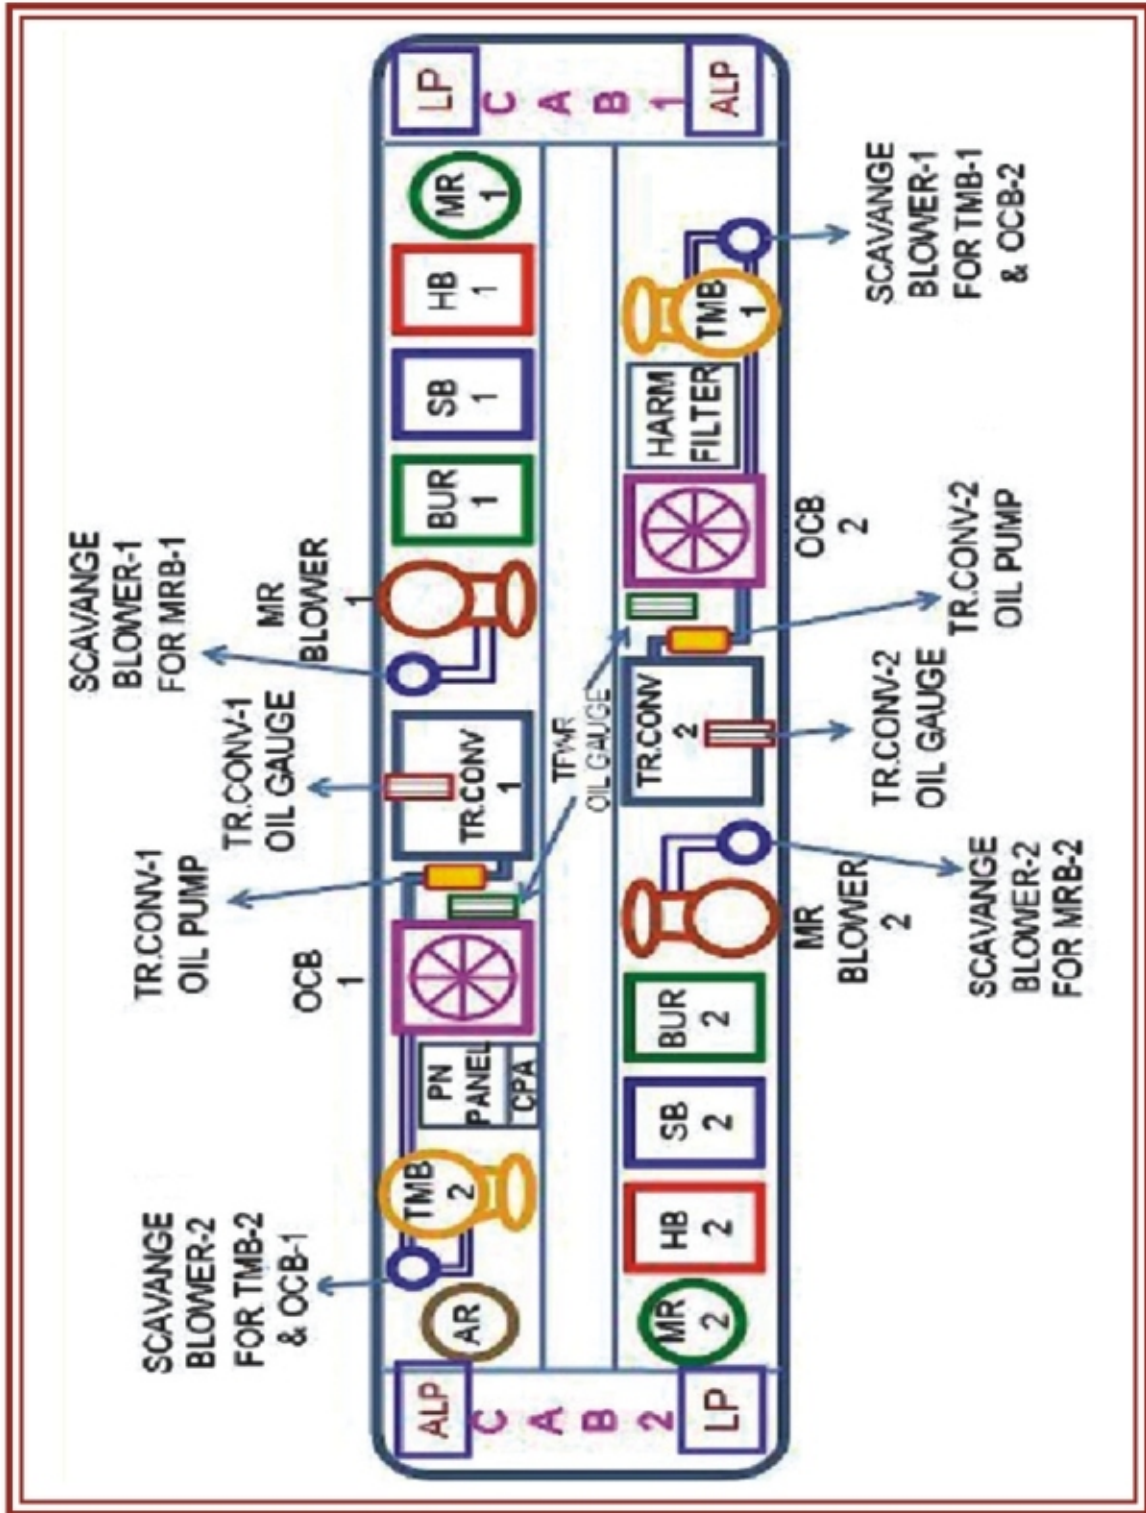 LP
CAB1
ALP
MR
1
HB
1
SB
1
BUR
1
SCAVANGE
BLOWER-1
FOR MRB-1
MR
BLOWER
1
TR.CONV-1
OIL GAUGE
TR.CONV
1
TR.CONV-1
OIL PUMP
OCB
1
PN
PANEL
CPA
TMB
2
SCAVANGE
BLOWER-2
FOR TMB-2
& OCB-1
AR
SCAVANGE
BLOWER-1
FOR TMB-1
& OCB-2
TMB
1
HARM
FILTER
OCB
2
TR.CONV-2
OIL PUMP
OIL GAUGE
TR.CONV
2
TR.CONV-2
OIL GAUGE
SCAVANGE
BLOWER-2
FOR MRB-2
MR
BLOWER
2
BUR
2
SB
2
HB
2
MR
2
ALP
CAB2
LP